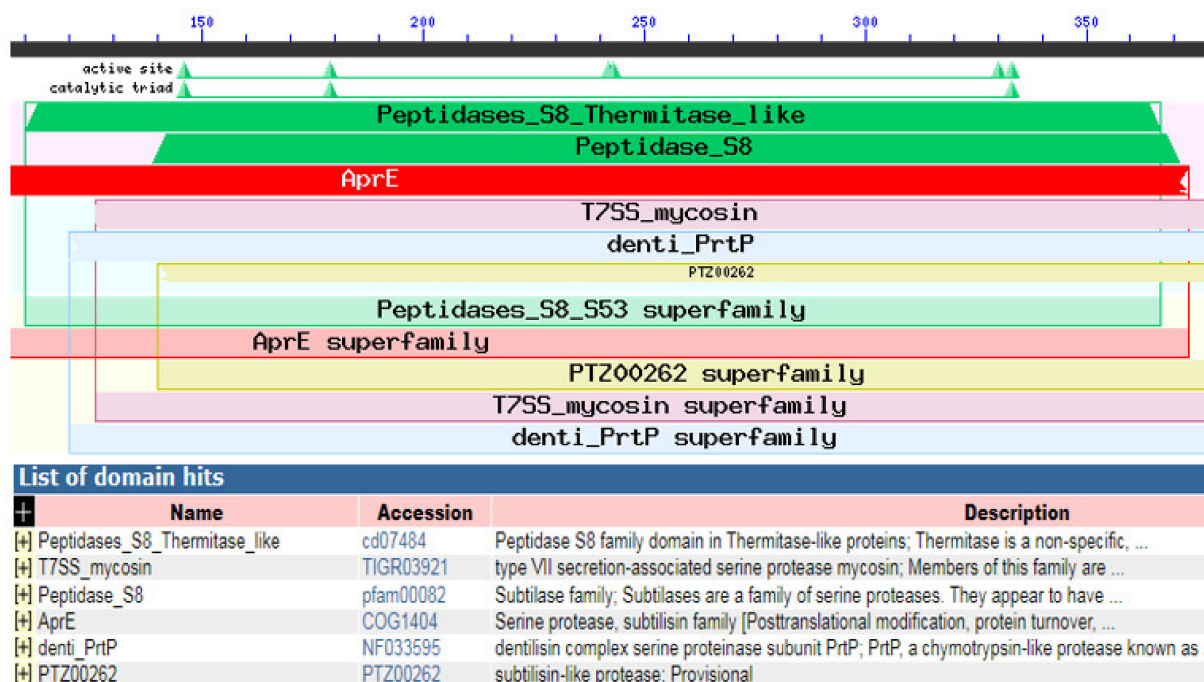 150 200 250 300 350
active site
catalytic triad
Peptidases_S8_Thermitase_like
Peptidase_S8
AprE
T7SS_mycosin
denti_PrtP
PTZ00262
Peptidases_S8_S53 superfamily
AprE superfamily
PTZ00262 superfamily
T7SS_mycosin superfamily
denti_PrtP superfamily
List of domain hits
+ Name Accession Description
[+] Peptidases_S8_Thermitase_like cd07484 Peptidase S8 family domain in Thermitase-like proteins; Thermitase is a non-specific, ...
[+] T7SS_mycosin TIGR03921 type VII secretion-associated serine protease mycosin; Members of this family are ...
[+] Peptidase_S8 pfam00082 Subtilase family; Subtilases are a family of serine proteases. They appear to have ...
[+] AprE COG1404 Serine protease, subtilisin family [Posttranslational modification, protein turnover, ...
[+] denti_PrtP NF033595 dentilisin complex serine proteinase subunit PrtP; PrtP, a chymotrypsin-like protease known as
[+] PTZ00262 PTZ00262 subtilisin-like protease; Provisional